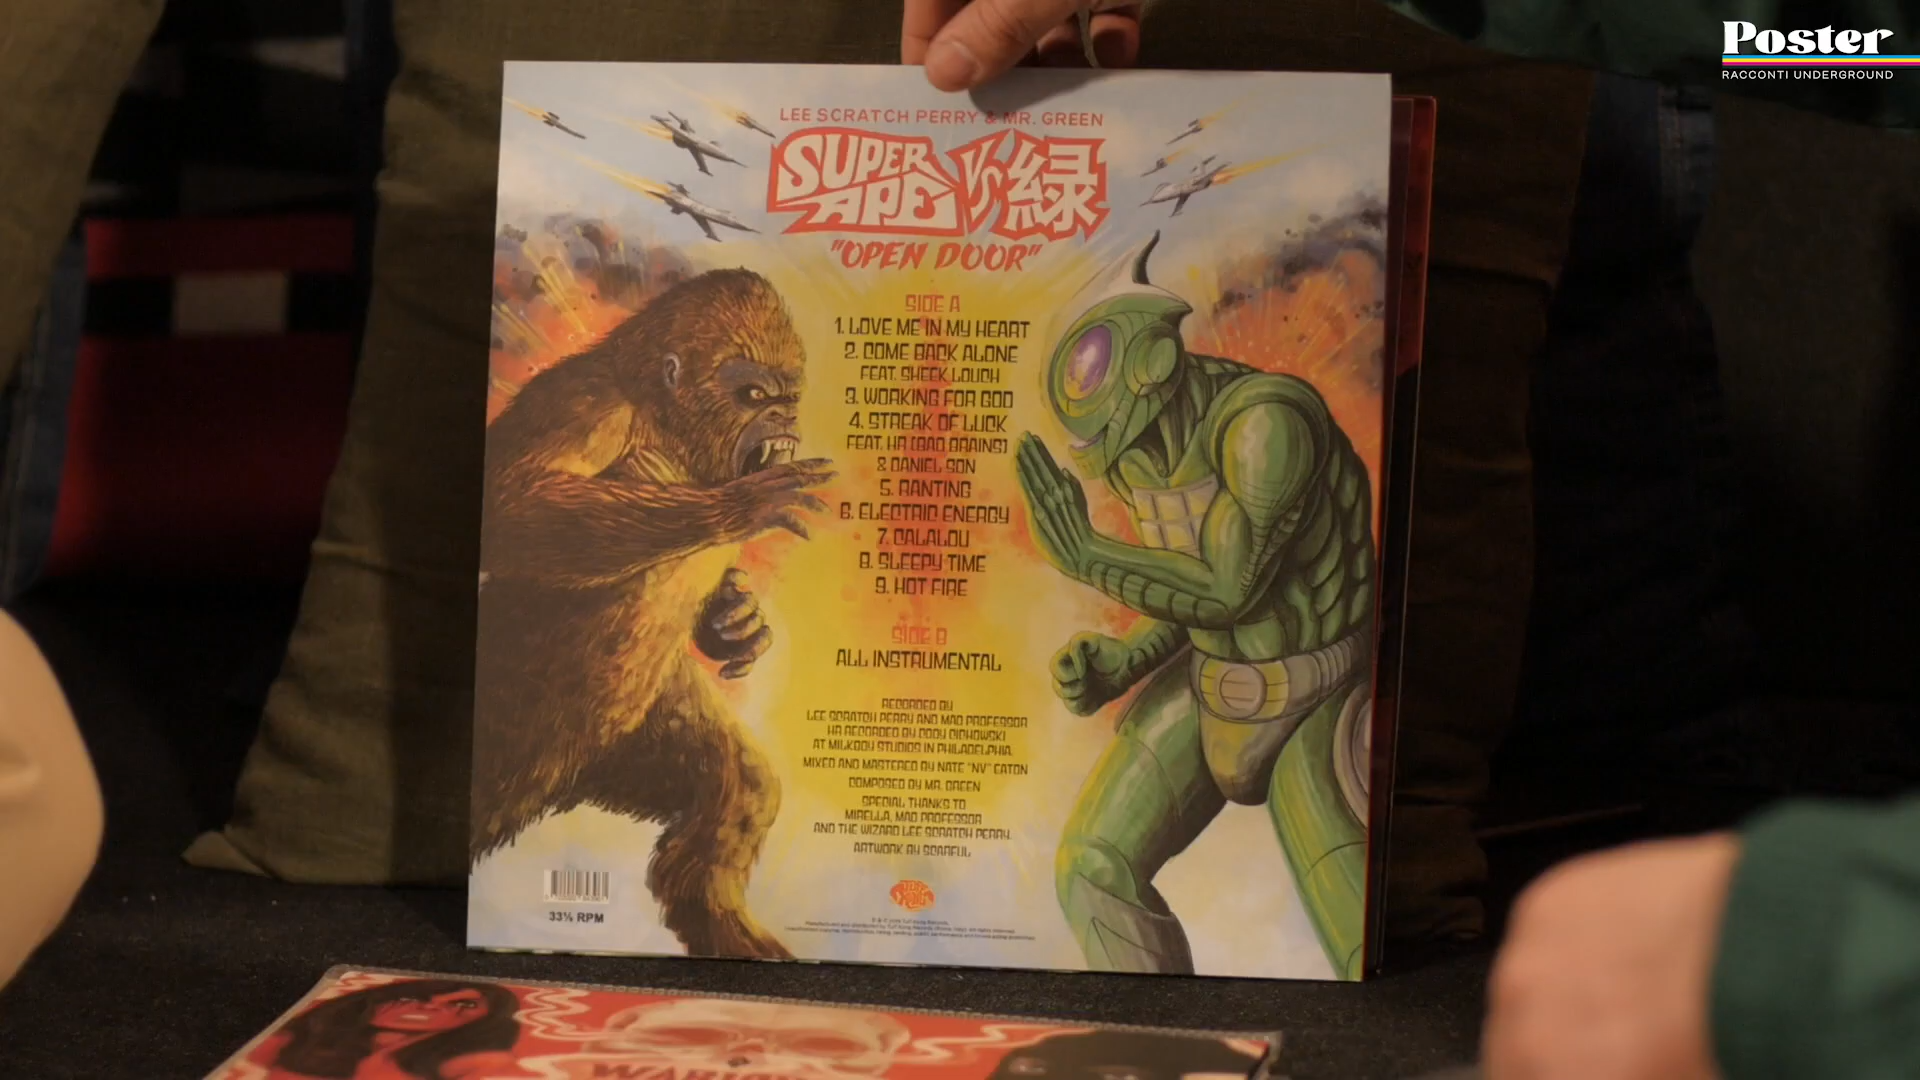 Poster
RACCONTI UNDERGROUND
LEE SCRATCH PERRY & MR. GREEN
SUPER APE VS 緑
"OPEN DOOR"
SIDE A
1. LOVE ME IN MY HEART
2. COME BACK ALONE
FEAT. SHEEK LOUCH
3. WORKING FOR GOD
4. STREAK OF LUCK
FEAT. HR (BAD BRAINS)
& DANIEL SON
5. RANTING
6. ELECTRIC ENERGY
7. CALALOU
8. SLEEPY TIME
9. HOT FIRE
SIDE B
ALL INSTRUMENTAL
RECORDED BY
LEE SCRATCH PERRY AND MAD PROFESSOR
HR RECORDED BY CODY CICHOWSKI
AT MILKBOY STUDIOS IN PHILADELPHIA.
MIXED AND MASTERED BY NATE "NV" EATON
COMPOSED BY MR. GREEN
SPECIAL THANKS TO
MIRELLA, MAD PROFESSOR
AND THE WIZARD LEE SCRATCH PERRY.
ARTWORK BY SCARFUL
TUFF KONG
33⅓ RPM